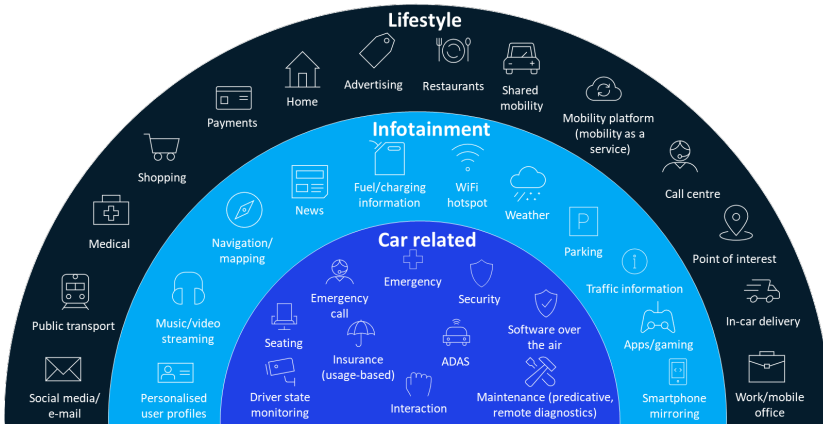 Lifestyle
Social media/
e-mail
Public transport
Medical
Shopping
Payments
Home
Advertising
Restaurants
Shared
mobility
Mobility platform
(mobility as a
service)
Call centre
Point of interest
In-car delivery
Work/mobile
office
Infotainment
Personalised
user profiles
Music/video
streaming
Navigation/
mapping
News
Fuel/charging
information
WiFi
hotspot
Weather
P
Parking
Traffic information
Apps/gaming
Smartphone
mirroring
Car related
Driver state
monitoring
Seating
Emergency
call
Emergency
Security
Software over
the air
Insurance
(usage-based)
ADAS
Interaction
Maintenance (predicative,
remote diagnostics)